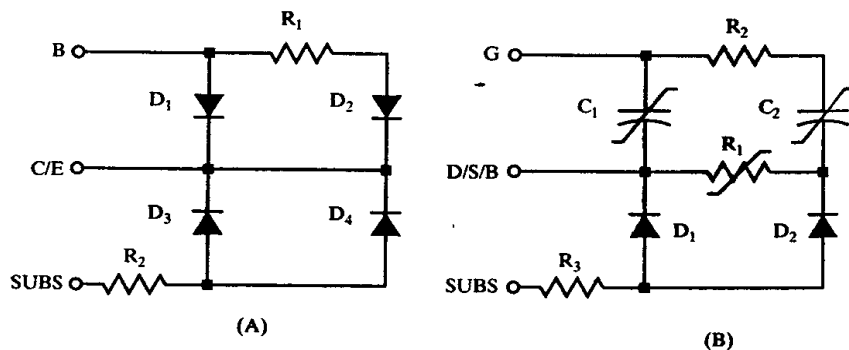 B
R1
D1
D2
C/E
D3
D4
R2
SUBS
(A)
G
R2
C1
C2
R1
D/S/B
D1
D2
R3
SUBS
(B)